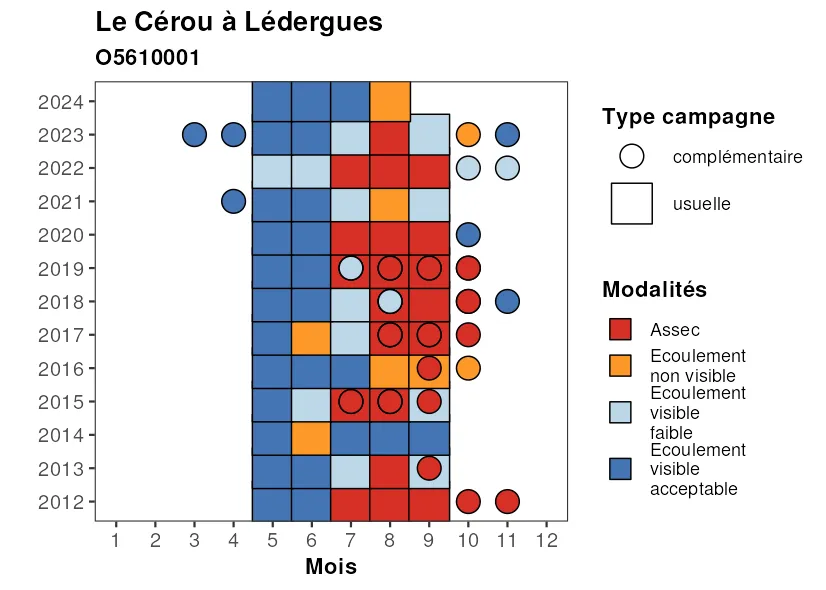 Le Cérou à Lédergues
O5610001
2024
2023
2022
2021
2020
2019
2018
2017
2016
2015
2014
2013
2012
1 2 3 4 5 6 7 8 9 10 11 12
Mois
Type campagne
complémentaire
usuelle
Modalités
Assec
Ecoulement
non visible
Ecoulement
visible
faible
Ecoulement
visible
acceptable